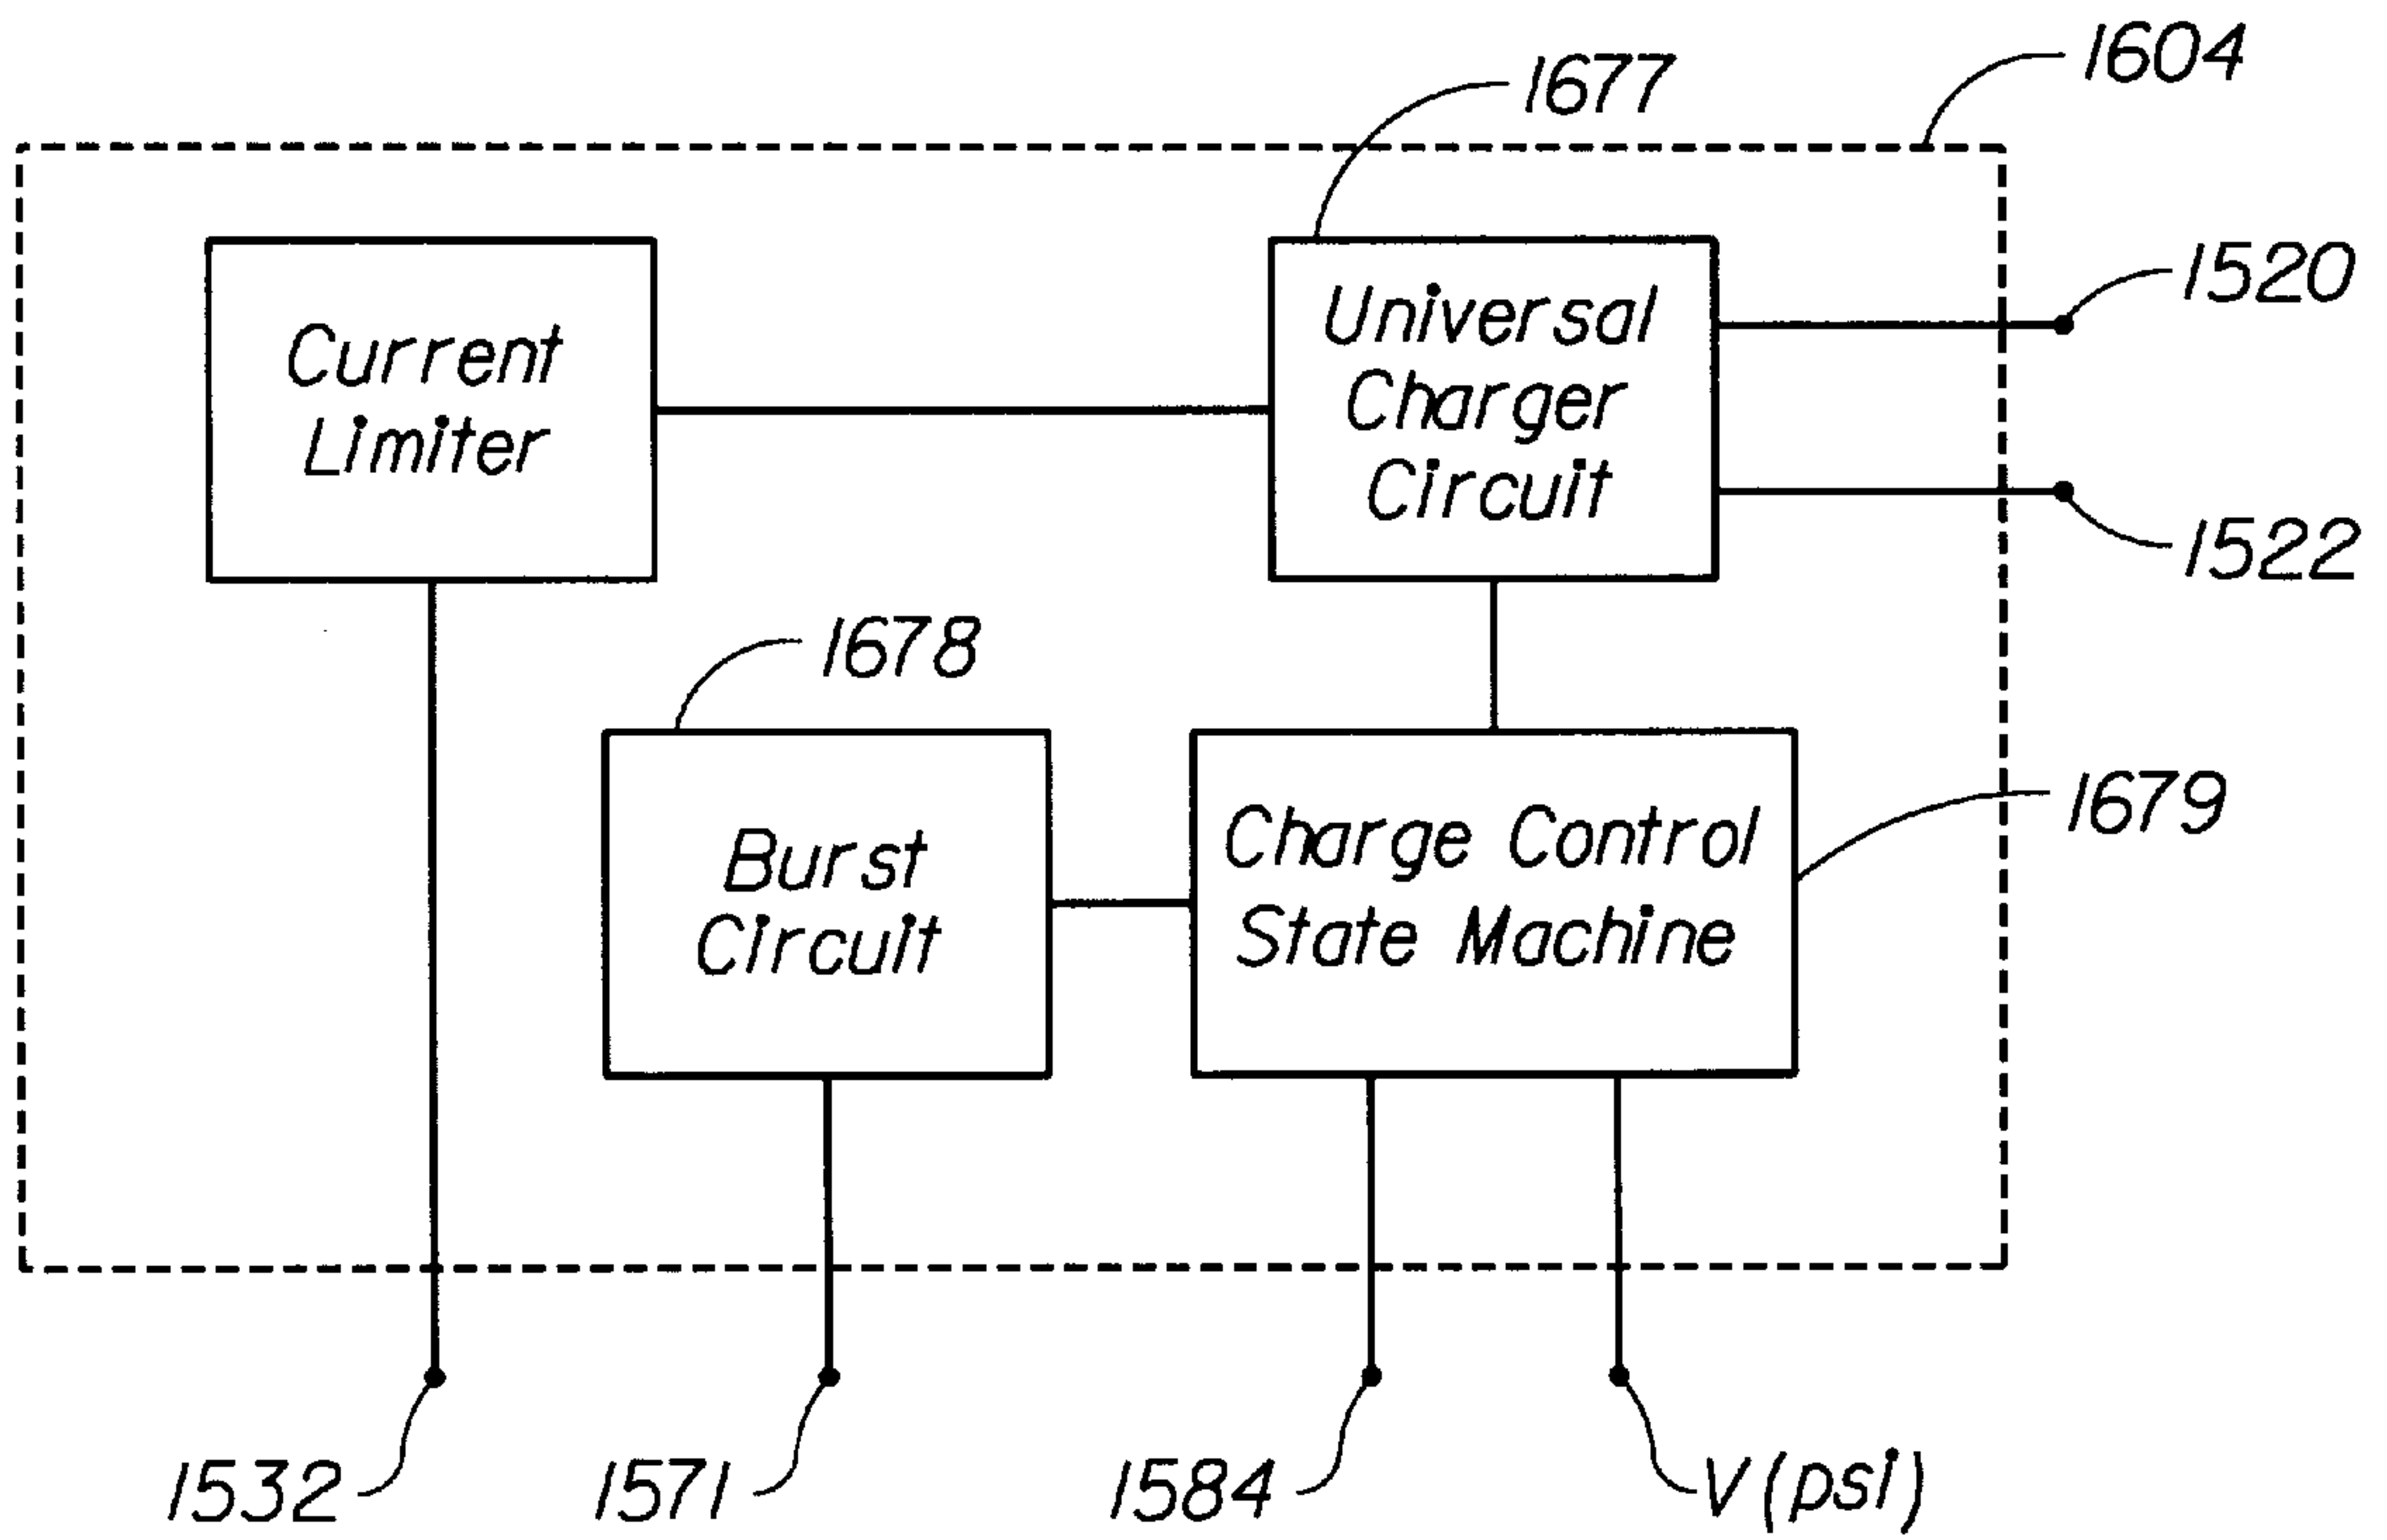 1604
1677
1520
Universal
Charger
Circuit
Current
Limiter
1522
1678
1679
Charge Control
State Machine
Burst
Circuit
1532
1571
1584
V(psi)